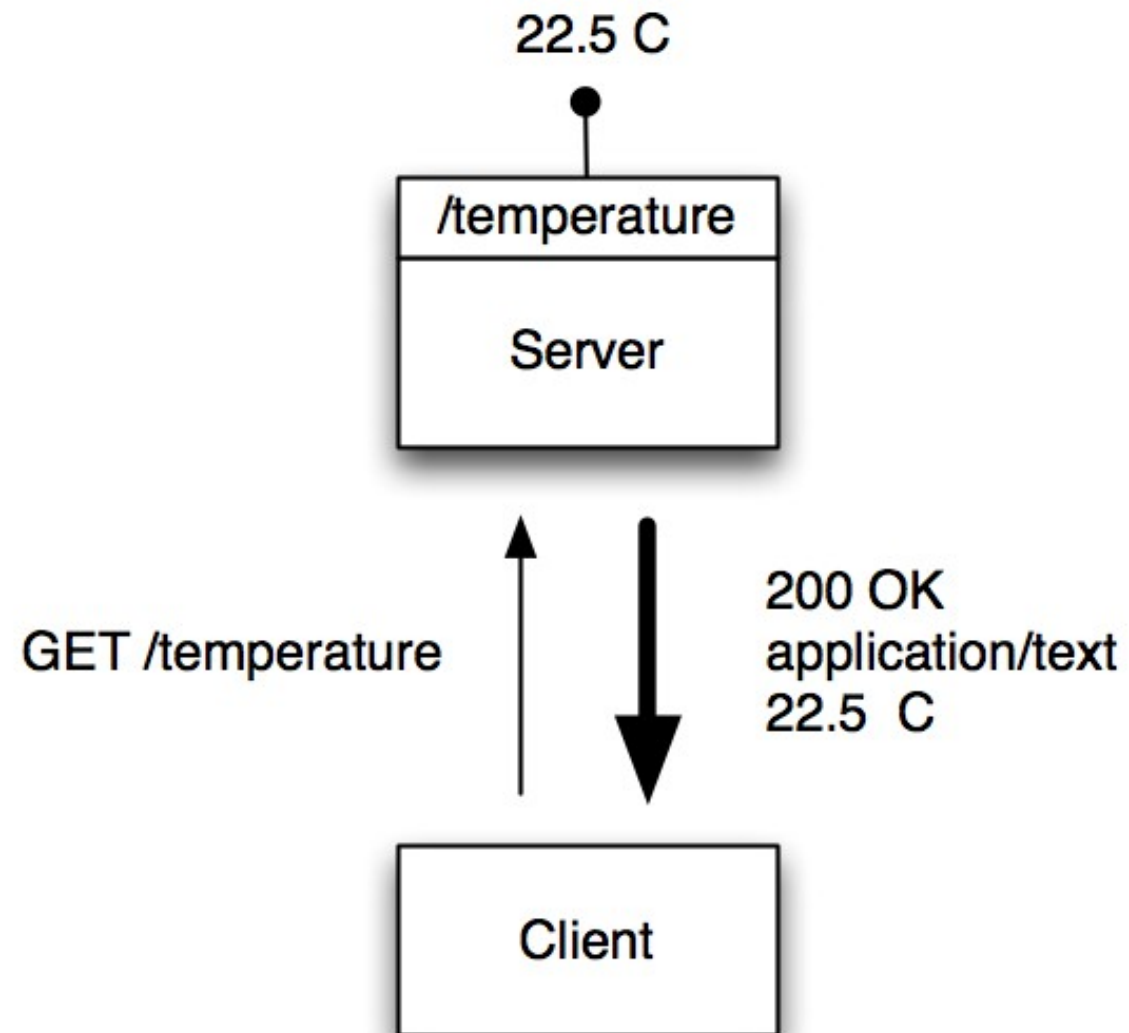 22.5 C
/temperature
Server
GET /temperature
200 OK
application/text
22.5  C
Client